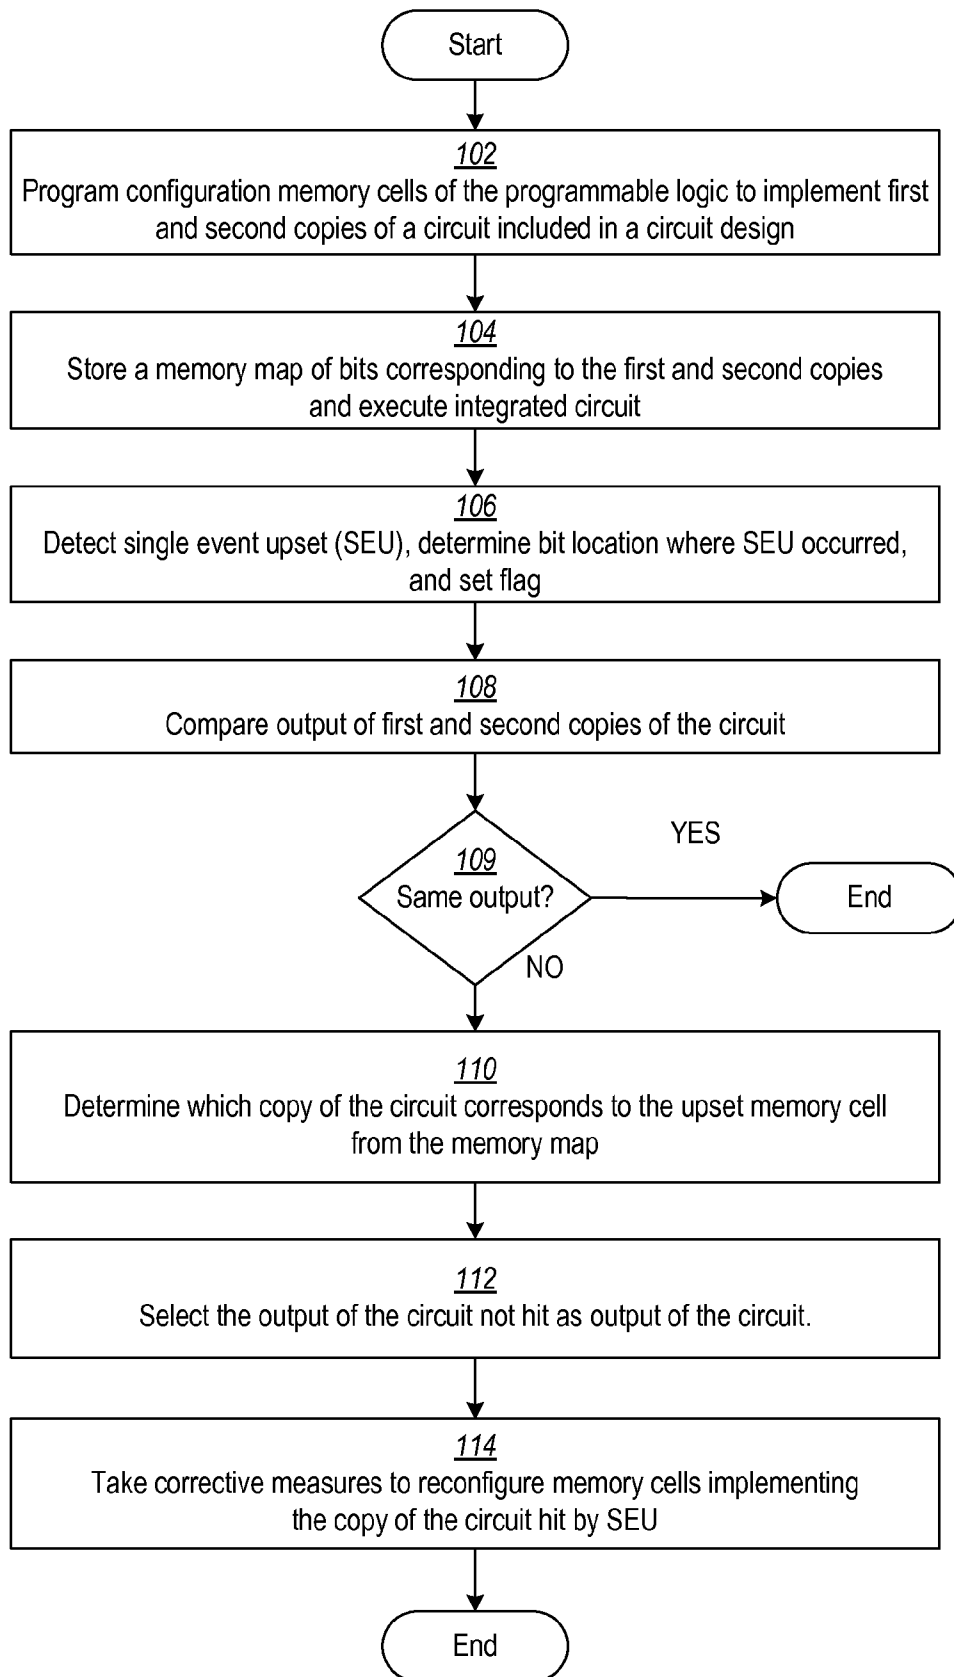 Start
102
Program configuration memory cells of the programmable logic to implement first
and second copies of a circuit included in a circuit design
104
Store a memory map of bits corresponding to the first and second copies
and execute integrated circuit
106
Detect single event upset (SEU), determine bit location where SEU occurred,
and set flag
108
Compare output of first and second copies of the circuit
YES
109
Same output?
End
NO
110
Determine which copy of the circuit corresponds to the upset memory cell
from the memory map
112
Select the output of the circuit not hit as output of the circuit.
114
Take corrective measures to reconfigure memory cells implementing
the copy of the circuit hit by SEU
End